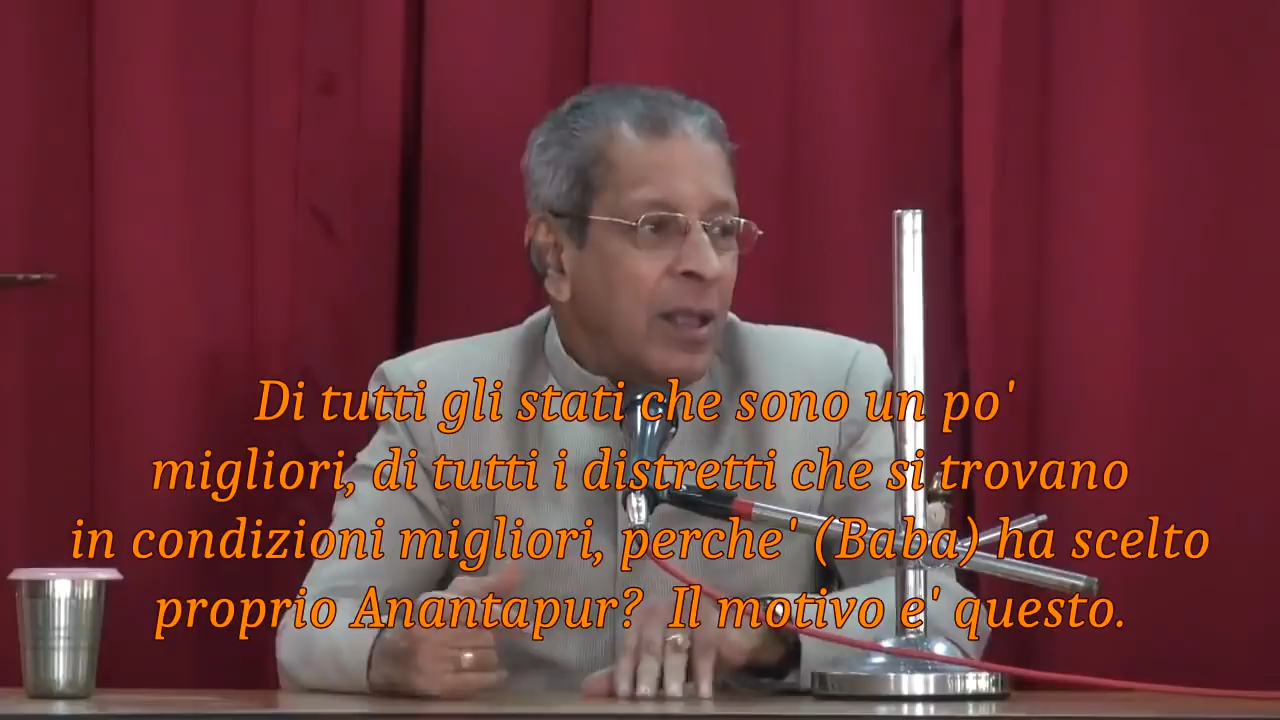 Di tutti gli stati che sono un po'
migliori, di tutti i distretti che si trovano
in condizioni migliori, perche' (Baba) ha scelto
proprio Anantapur?  Il motivo e' questo.